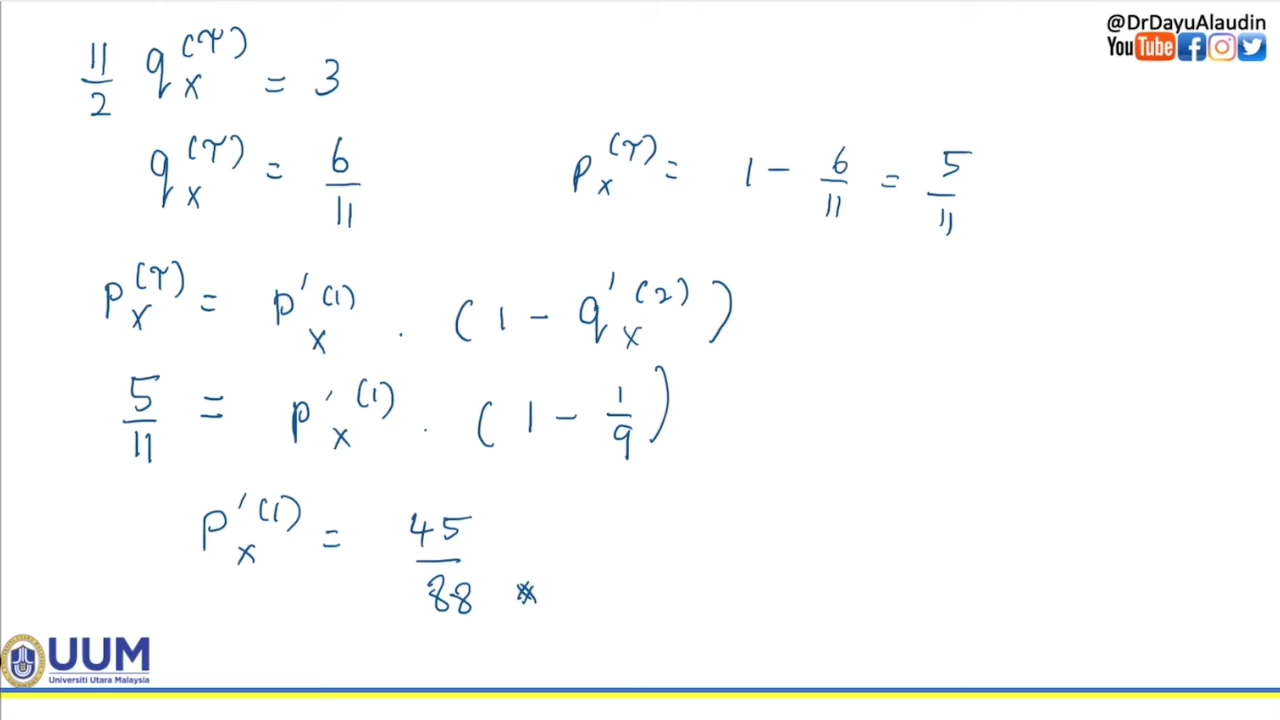 @DrDayuAlaudin
YouTube
11/2 q_x^(τ) = 3
q_x^(τ) = 6/11    p_x^(τ) = 1 - 6/11 = 5/11
p_x^(τ) = p'_x^(1) . (1 - q'_x^(2))
5/11 = p'_x^(1) . (1 - 1/9)
p'_x^(1) = 45/88 *
UUM
Universiti Utara Malaysia